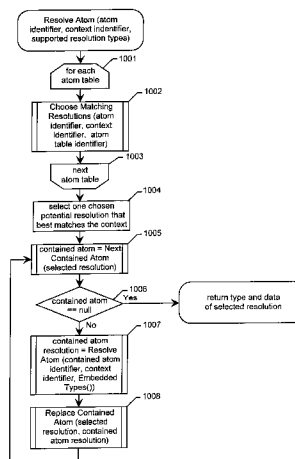 Resolve Atom (atom
identifier, context indentifier,
supported resolution types)
1001
for each
atom table
1002
Choose Matching
Resolutions (atom
identifier, context
identifier, atom
table identifier)
1003
next
atom table
1004
select one chosen
potential resolution that
best matches the context
1005
contained atom = Next
Contained Atom
(selected resolution)
1006
contained atom
== null
Yes
return type and data
of selected resolution
No
1007
contained atom
resolution = Resolve
Atom (contained atom
identifier, context
identifier, Embedded
Types())
1008
Replace Contained
Atom (selected
resolution, contained
atom resolution)